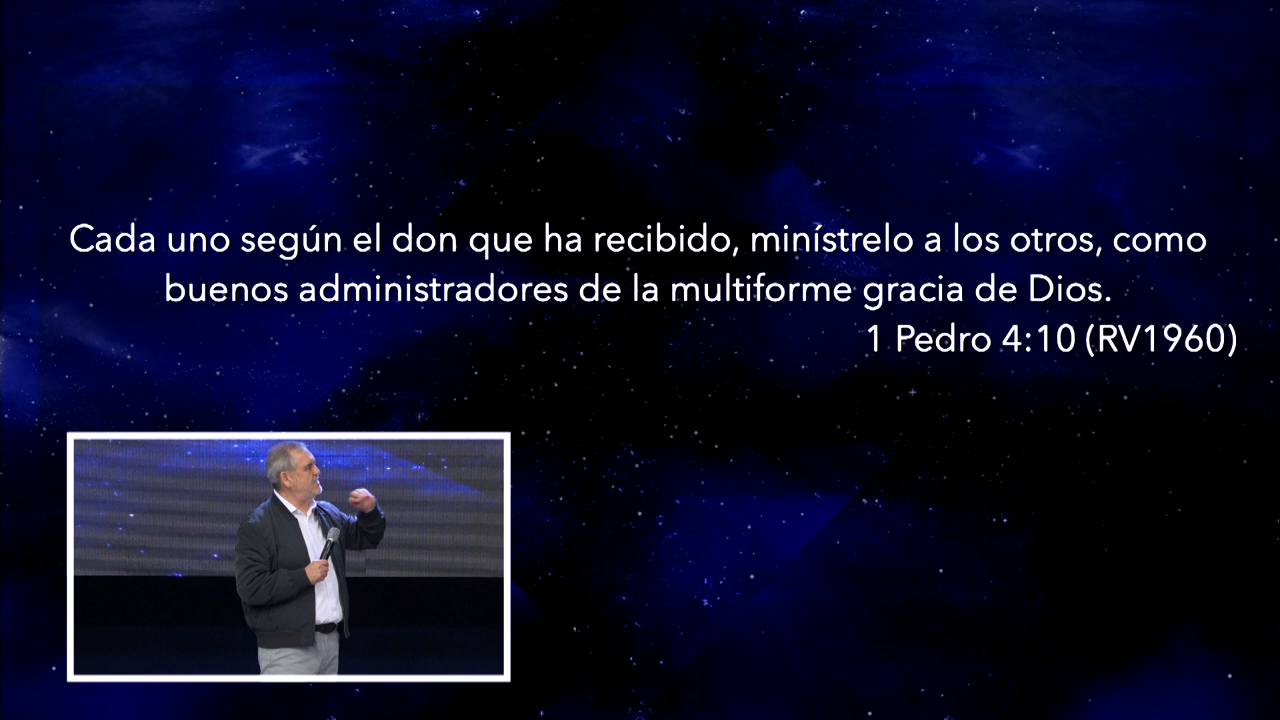 Cada uno según el don que ha recibido, minístrelo a los otros, como
buenos administradores de la multiforme gracia de Dios.
1 Pedro 4:10 (RV1960)